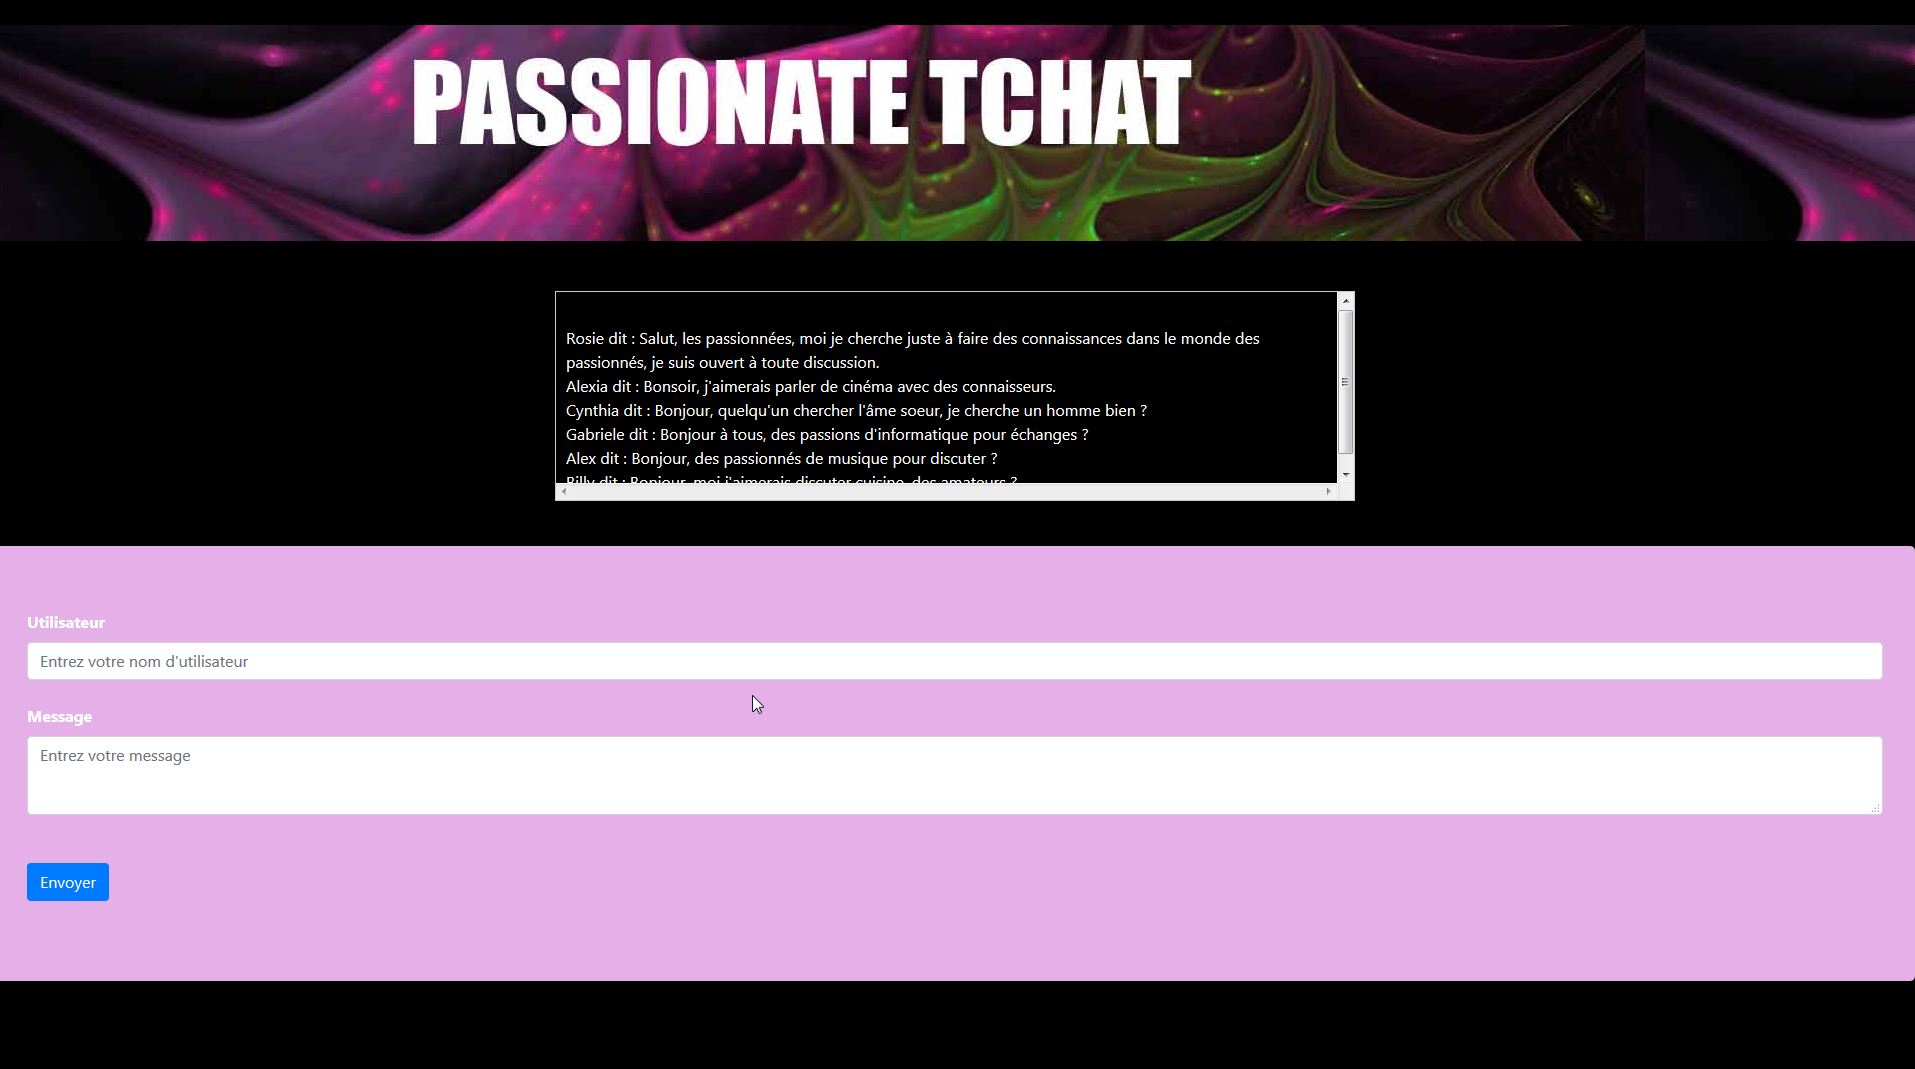 PASSIONATE TCHAT
Rosie dit : Salut, les passionnées, moi je cherche juste à faire des connaissances dans le monde des
passionnés, je suis ouvert à toute discussion.
Alexia dit : Bonsoir, j'aimerais parler de cinéma avec des connaisseurs.
Cynthia dit : Bonjour, quelqu'un chercher l'âme soeur, je cherche un homme bien ?
Gabriele dit : Bonjour à tous, des passions d'informatique pour échanges ?
Alex dit : Bonjour, des passionnés de musique pour discuter ?
Billy dit : Bonjour, moi j'aimerais discuter cuisine, des amateurs ?
Utilisateur
Entrez votre nom d'utilisateur
Message
Entrez votre message
Envoyer